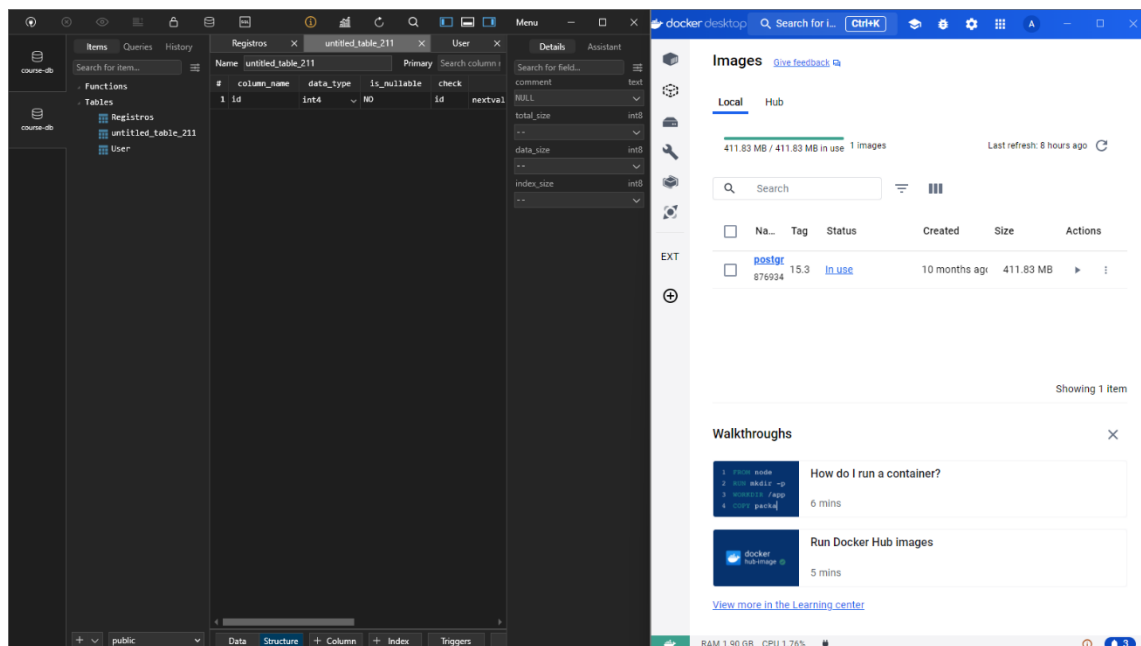 SQL
Menu
course-db
course-db
Items Queries History
Search for item...
Functions
Tables
Registros
untitled_table_211
User
Registros untitled_table_211 User
Name untitled_table_211 Primary Search column
# column_name data_type is_nullable check
1 id int4 NO id nextval
Data Structure + Column + Index Triggers
public
Details Assistant
Search for field...
comment text
NULL
total_size int8
--
data_size int8
--
index_size int8
--
docker desktop Search for i... Ctrl+K A
Images Give feedback
Local Hub
411.83 MB / 411.83 MB in use 1 images Last refresh: 8 hours ago
Search
Na... Tag Status Created Size Actions
postgr 15.3 In use 10 months ago 411.83 MB
876934
EXT
Showing 1 item
Walkthroughs
1 FROM node
2 RUN mkdir -p
3 WORKDIR /app
4 COPY packa
How do I run a container?
6 mins
docker
hub-image
Run Docker Hub images
5 mins
View more in the Learning center
RAM 1.90 GB CPU 1.76% 3